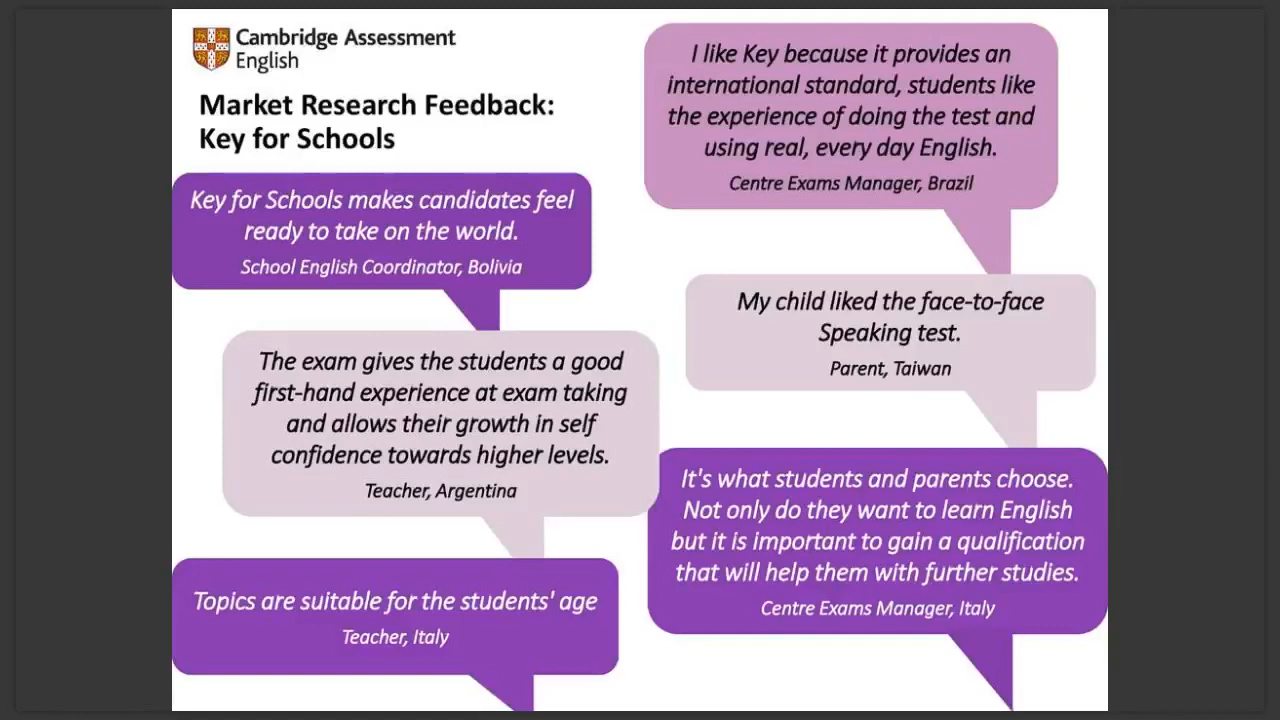 Cambridge Assessment
English
Market Research Feedback:
Key for Schools
Key for Schools makes candidates feel
ready to take on the world.
School English Coordinator, Bolivia
The exam gives the students a good
first-hand experience at exam taking
and allows their growth in self
confidence towards higher levels.
Teacher, Argentina
Topics are suitable for the students' age
Teacher, Italy
I like Key because it provides an
international standard, students like
the experience of doing the test and
using real, every day English.
Centre Exams Manager, Brazil
My child liked the face-to-face
Speaking test.
Parent, Taiwan
It's what students and parents choose.
Not only do they want to learn English
but it is important to gain a qualification
that will help them with further studies.
Centre Exams Manager, Italy